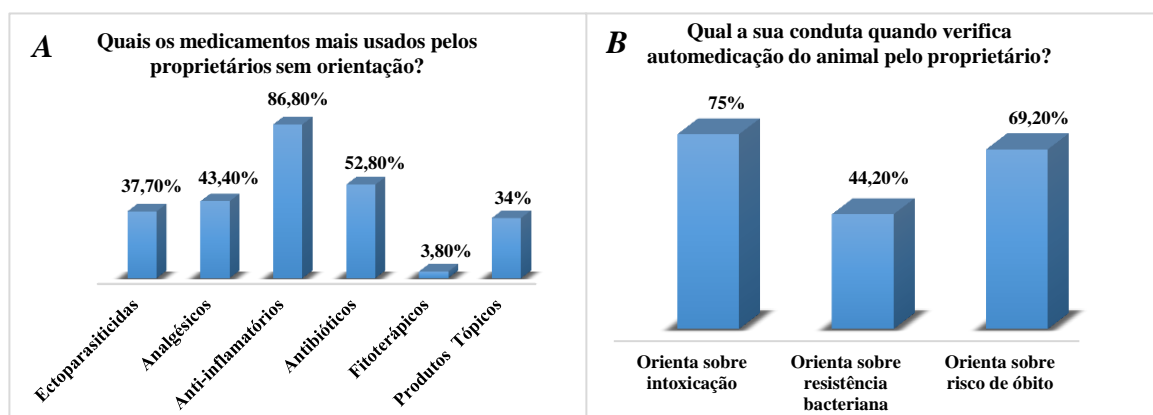 A
Quais os medicamentos mais usados pelos
proprietários sem orientação?
37,70%
43,40%
86,80%
52,80%
3,80%
34%
Ectoparasiticidas
Analgésicos
Anti-inflamatórios
Antibióticos
Fitoterápicos
Produtos Tópicos
B
Qual a sua conduta quando verifica
automedicação do animal pelo proprietário?
75%
44,20%
69,20%
Orienta sobre
intoxicação
Orienta sobre
resistência
bacteriana
Orienta sobre
risco de óbito